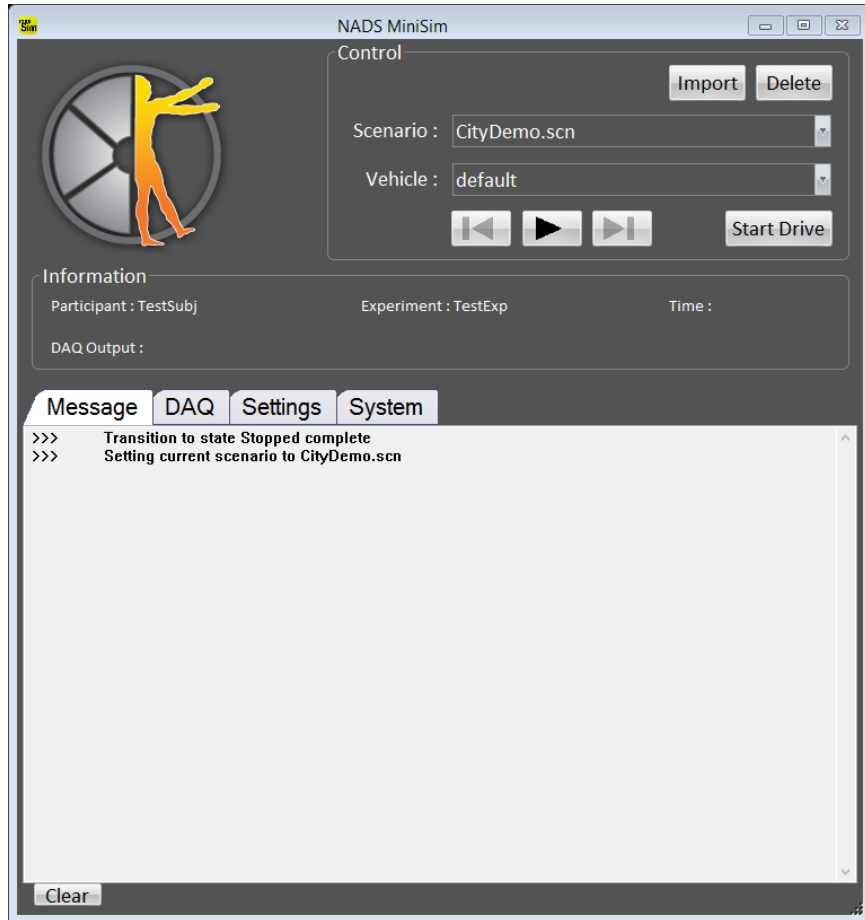 Sim
NADS MiniSim
Control
Import Delete
Scenario : CityDemo.scn
Vehicle : default
Start Drive
Information
Participant : TestSubj Experiment : TestExp Time :
DAQ Output :
Message DAQ Settings System
>>> Transition to state Stopped complete
>>> Setting current scenario to CityDemo.scn
Clear